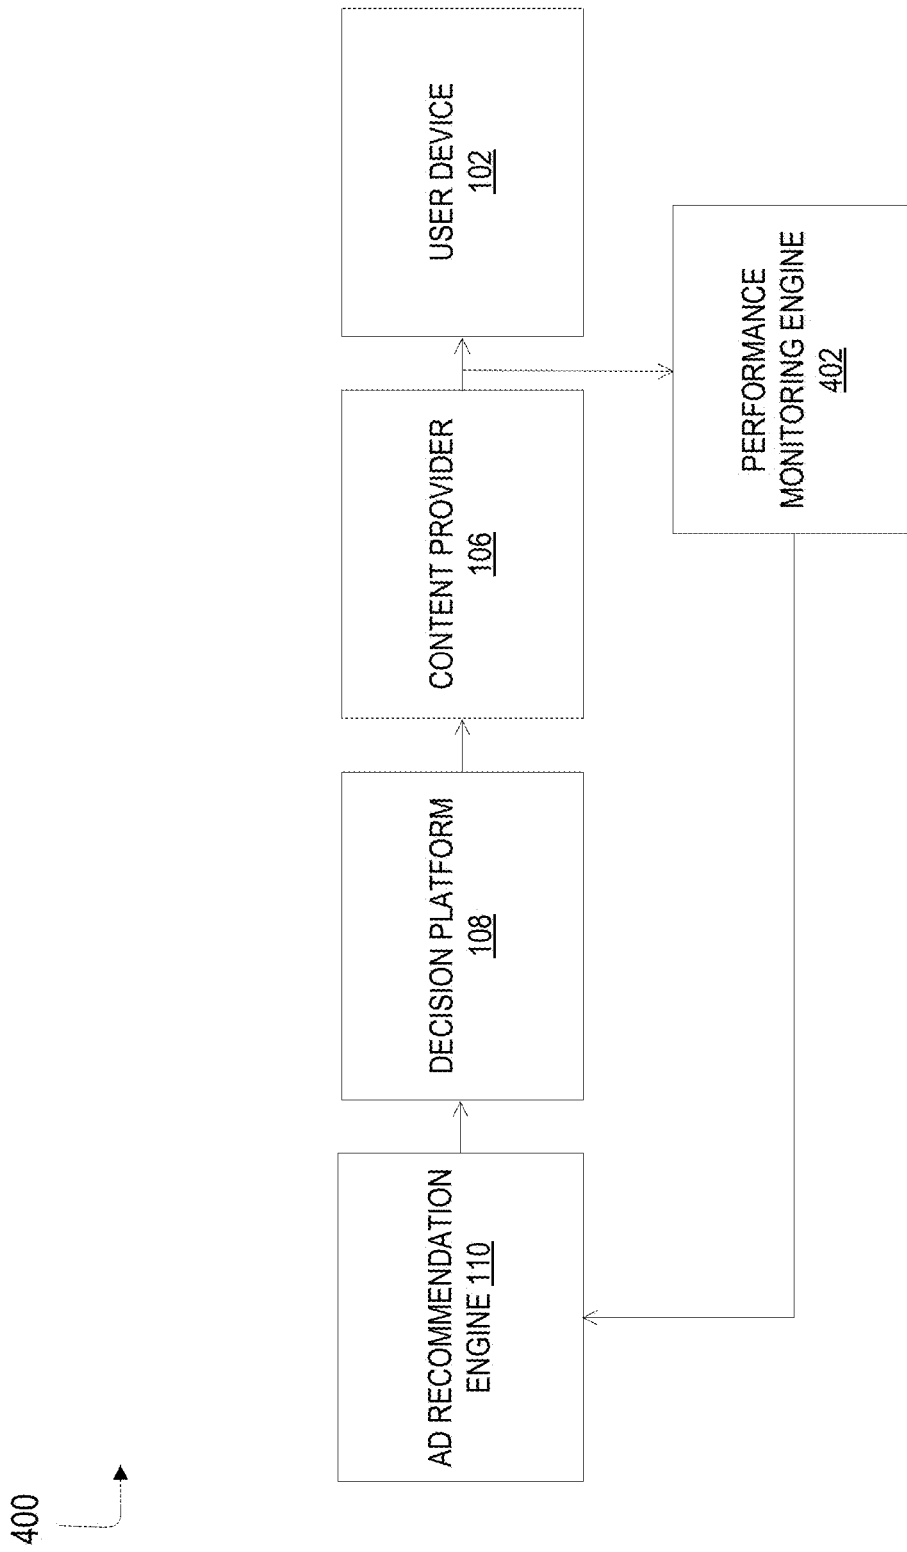 400
AD RECOMMENDATION
ENGINE 110
DECISION PLATFORM
108
CONTENT PROVIDER
106
USER DEVICE
102
PERFORMANCE
MONITORING ENGINE
402